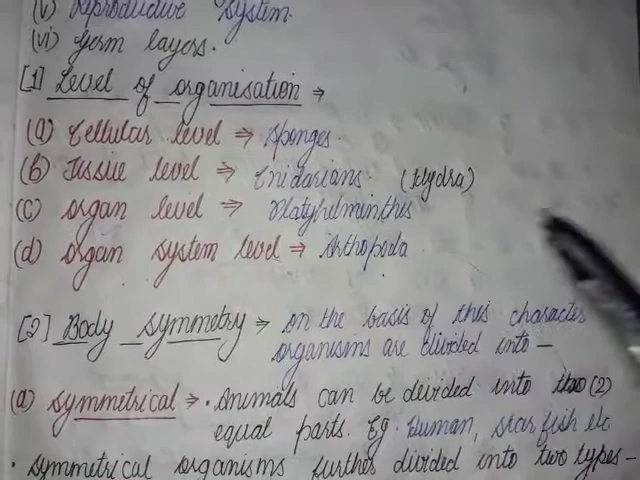 (v) Reproductive System.
(vi) Germ layers.
[1] Level of organisation →
(a) Cellular level ⇒ Sponges.
(b) Tissue level ⇒ Cnidarians. (Hydra)
(c) organ level ⇒ Platyhelminthes
(d) organ system level ⇒ Arthopoda
[2] Body symmetry ⇒ on the basis of this character
organisms are divided into —
(a) symmetrical ⇒ • Animals can be devided into two (2)
equal parts. Eg. Human, star fish etc
• Symmetrical organisms further divided into two types –